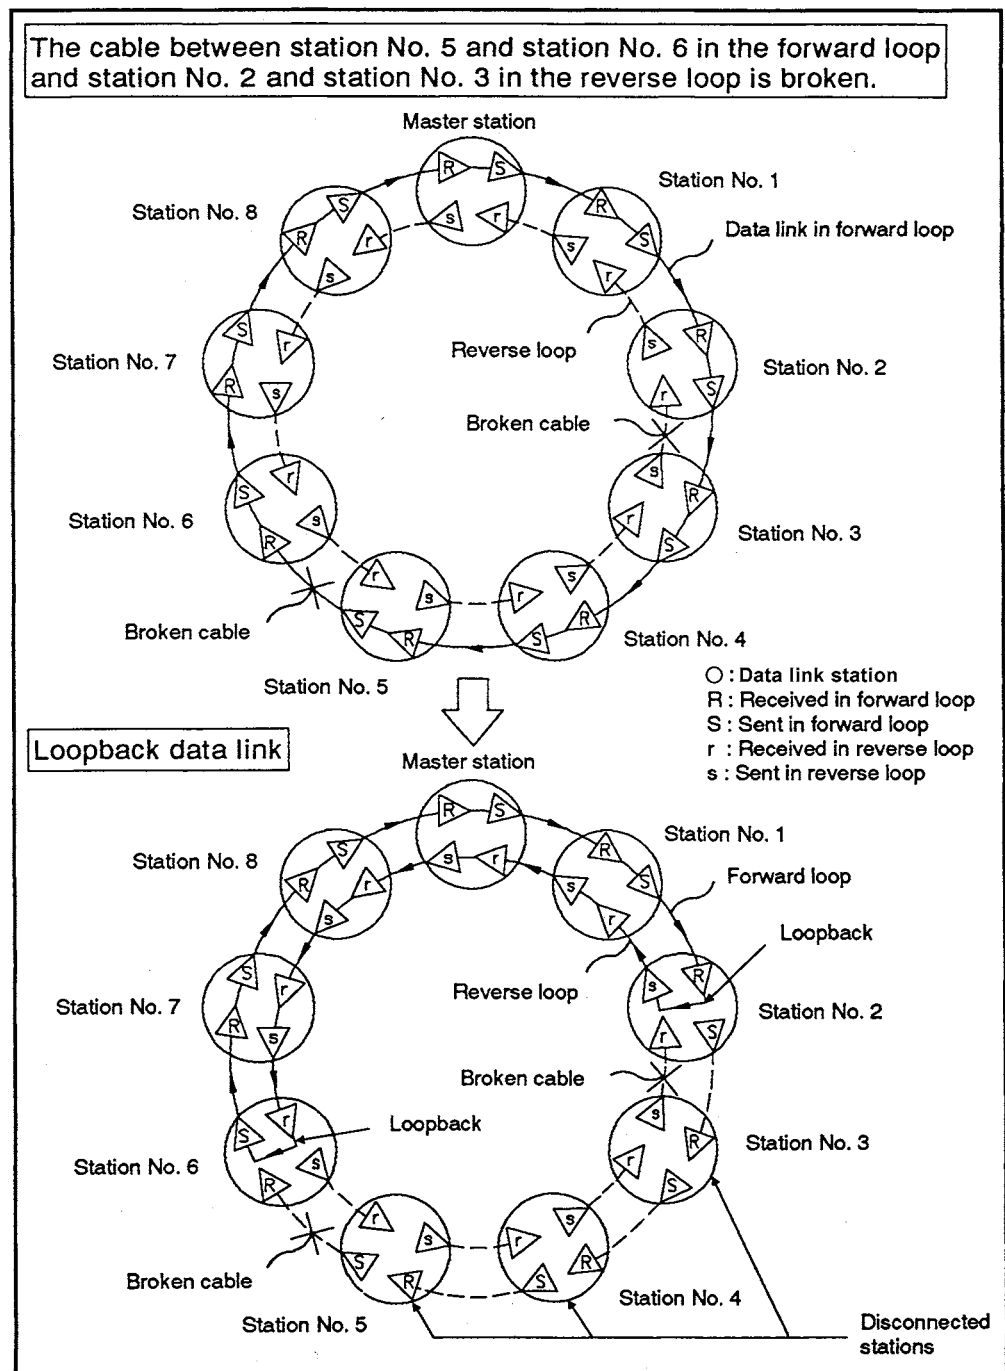 The cable between station No. 5 and station No. 6 in the forward loop
and station No. 2 and station No. 3 in the reverse loop is broken.
Master station
R S
Station No. 1
Station No. 8
S R
s r
R r s S
Data link in forward loop
s r
Station No. 7
S R
Reverse loop
s
r
Station No. 2
R s
r S
Broken cable
r s
S R
Station No. 6
s r
Station No. 3
R S
r s
s r
Broken cable
S R
R S
Station No. 4
Station No. 5
O : Data link station
R : Received in forward loop
S : Sent in forward loop
r : Received in reverse loop
s : Sent in reverse loop
Loopback data link
Master station
R S
Station No. 1
Station No. 8
S R
s r
R r s S
Forward loop
s r
Loopback
Station No. 7
S R
Reverse loop
r s
Station No. 2
R r
s S
Broken cable
r s
S
Loopback
R
Station No. 3
Station No. 6
s r
R S
r s
s r
Broken cable
S R
R S
Station No. 4
Station No. 5
Disconnected
stations